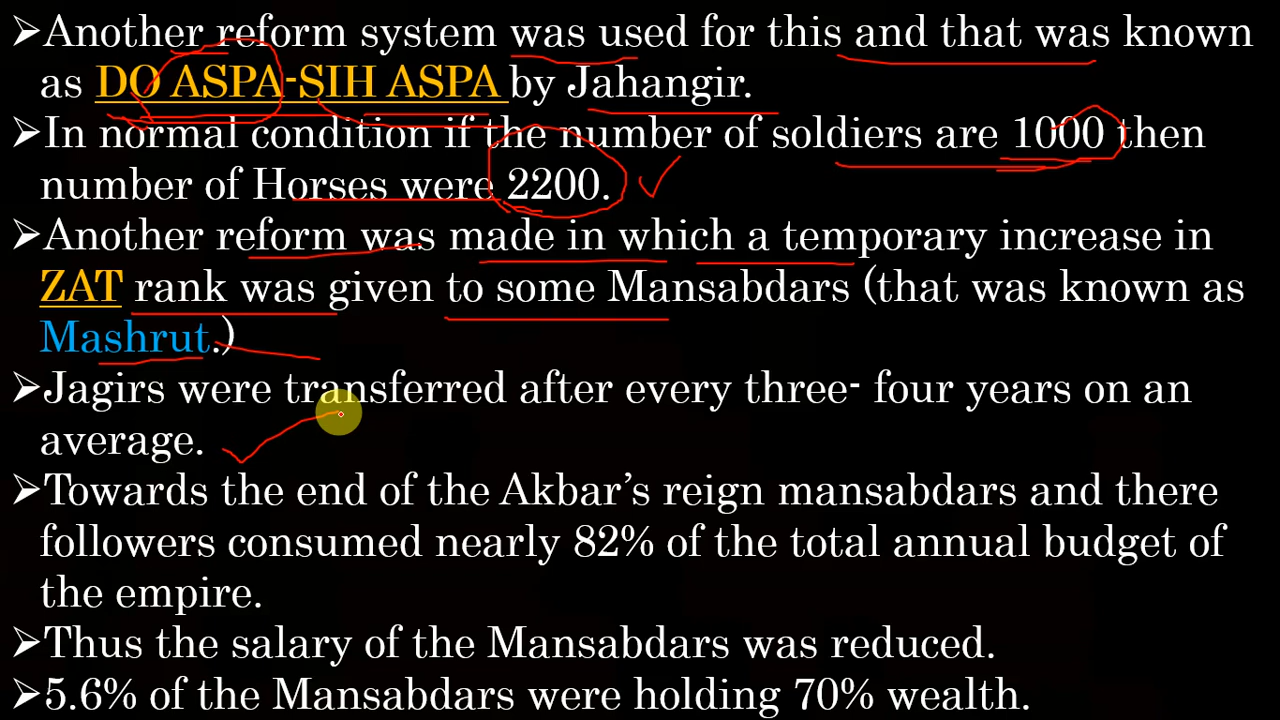 ➢Another reform system was used for this and that was known
as DO ASPA-SIH ASPA by Jahangir.
➢In normal condition if the number of soldiers are 1000 then
number of Horses were 2200.
➢Another reform was made in which a temporary increase in
ZAT rank was given to some Mansabdars (that was known as
Mashrut.)
➢Jagirs were transferred after every three- four years on an
average.
➢Towards the end of the Akbar's reign mansabdars and there
followers consumed nearly 82% of the total annual budget of
the empire.
➢Thus the salary of the Mansabdars was reduced.
➢5.6% of the Mansabdars were holding 70% wealth.